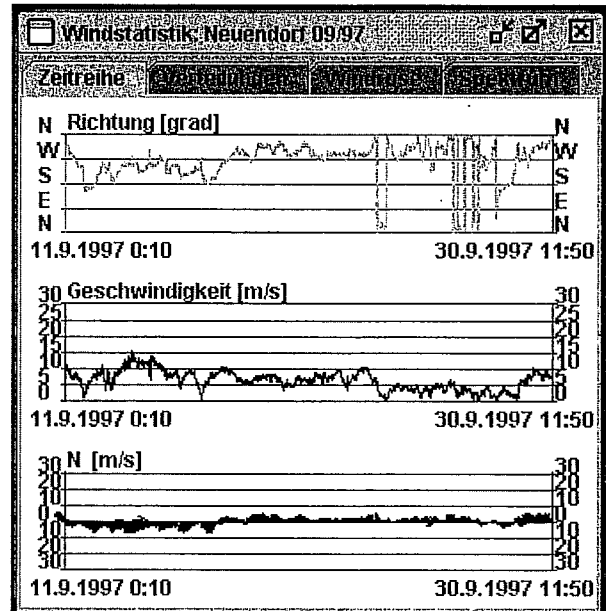 Windstatistik: Neuendorf 09/97
Zeitreihe Verteilungen Windrose Spektrum
Richtung [grad]
N N
W W
S S
E E
N N
11.9.1997 0:10 30.9.1997 11:50
Geschwindigkeit [m/s]
30 30
25 25
20 20
15 15
10 10
5 5
0 0
11.9.1997 0:10 30.9.1997 11:50
N [m/s]
30 30
20 20
10 10
0 0
10 10
20 20
30 30
11.9.1997 0:10 30.9.1997 11:50